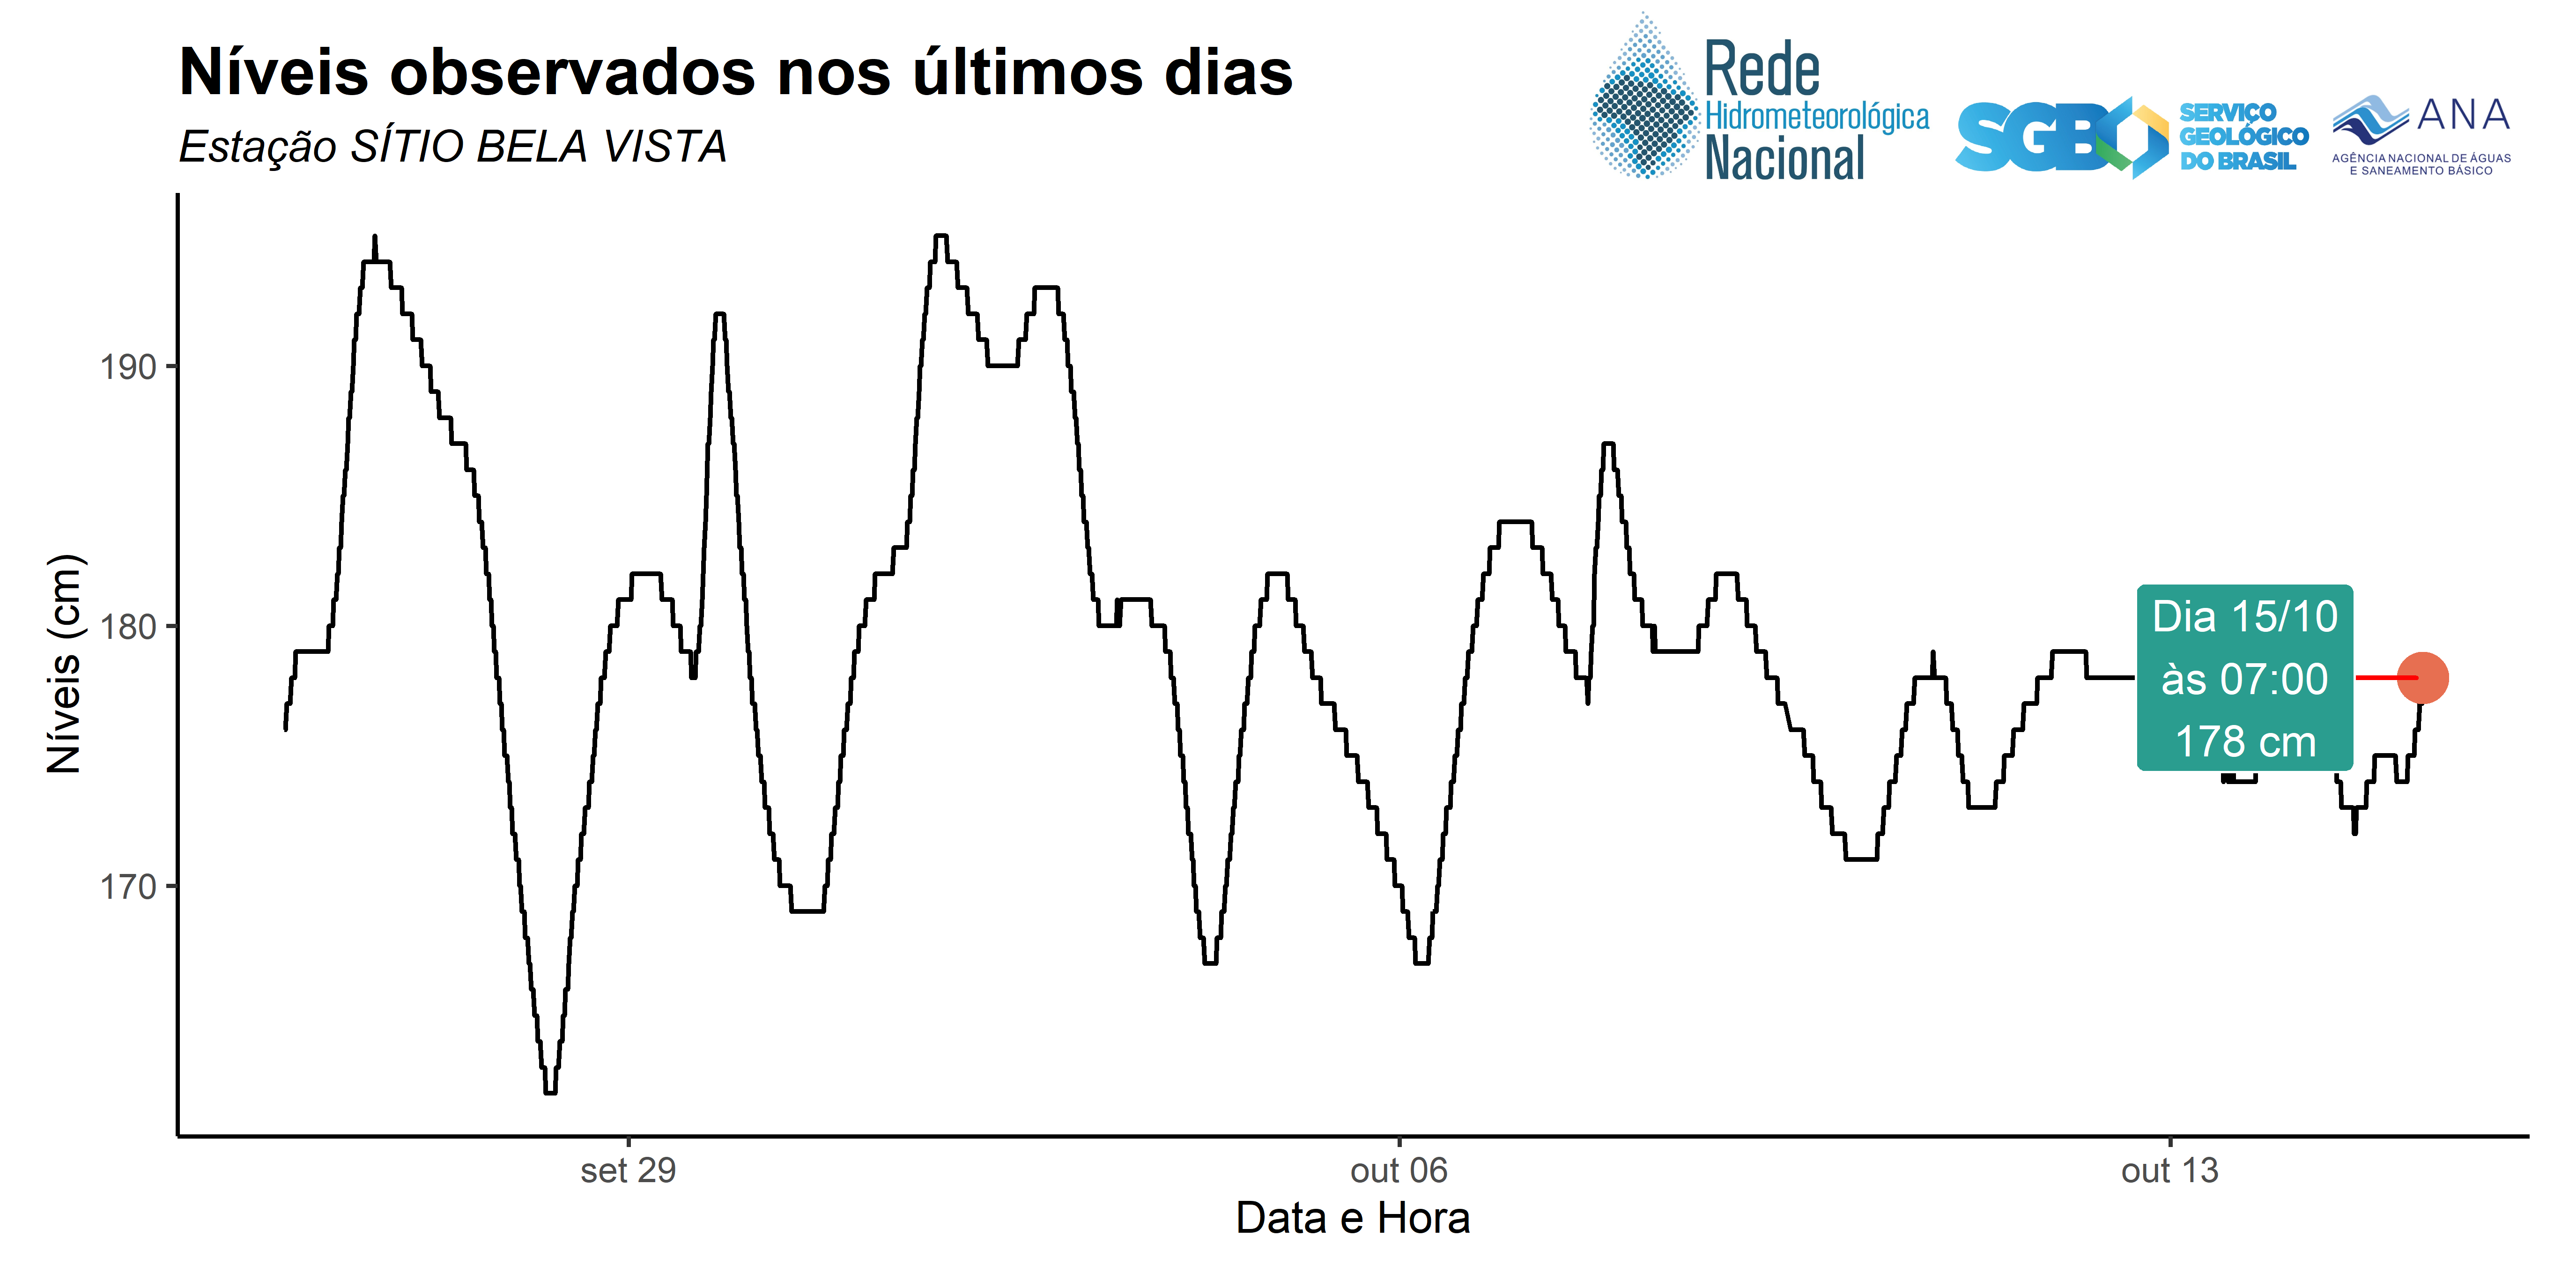 Níveis observados nos últimos dias
Estação SÍTIO BELA VISTA
Rede
Hidrometeorológica
Nacional
SGB
SERVIÇO
GEOLÓGICO
DO BRASIL
ANA
AGÊNCIA NACIONAL DE ÁGUAS
E SANEAMENTO BÁSICO
Níveis (cm)
190
180
170
Dia 15/10
às 07:00
178 cm
set 29
out 06
out 13
Data e Hora